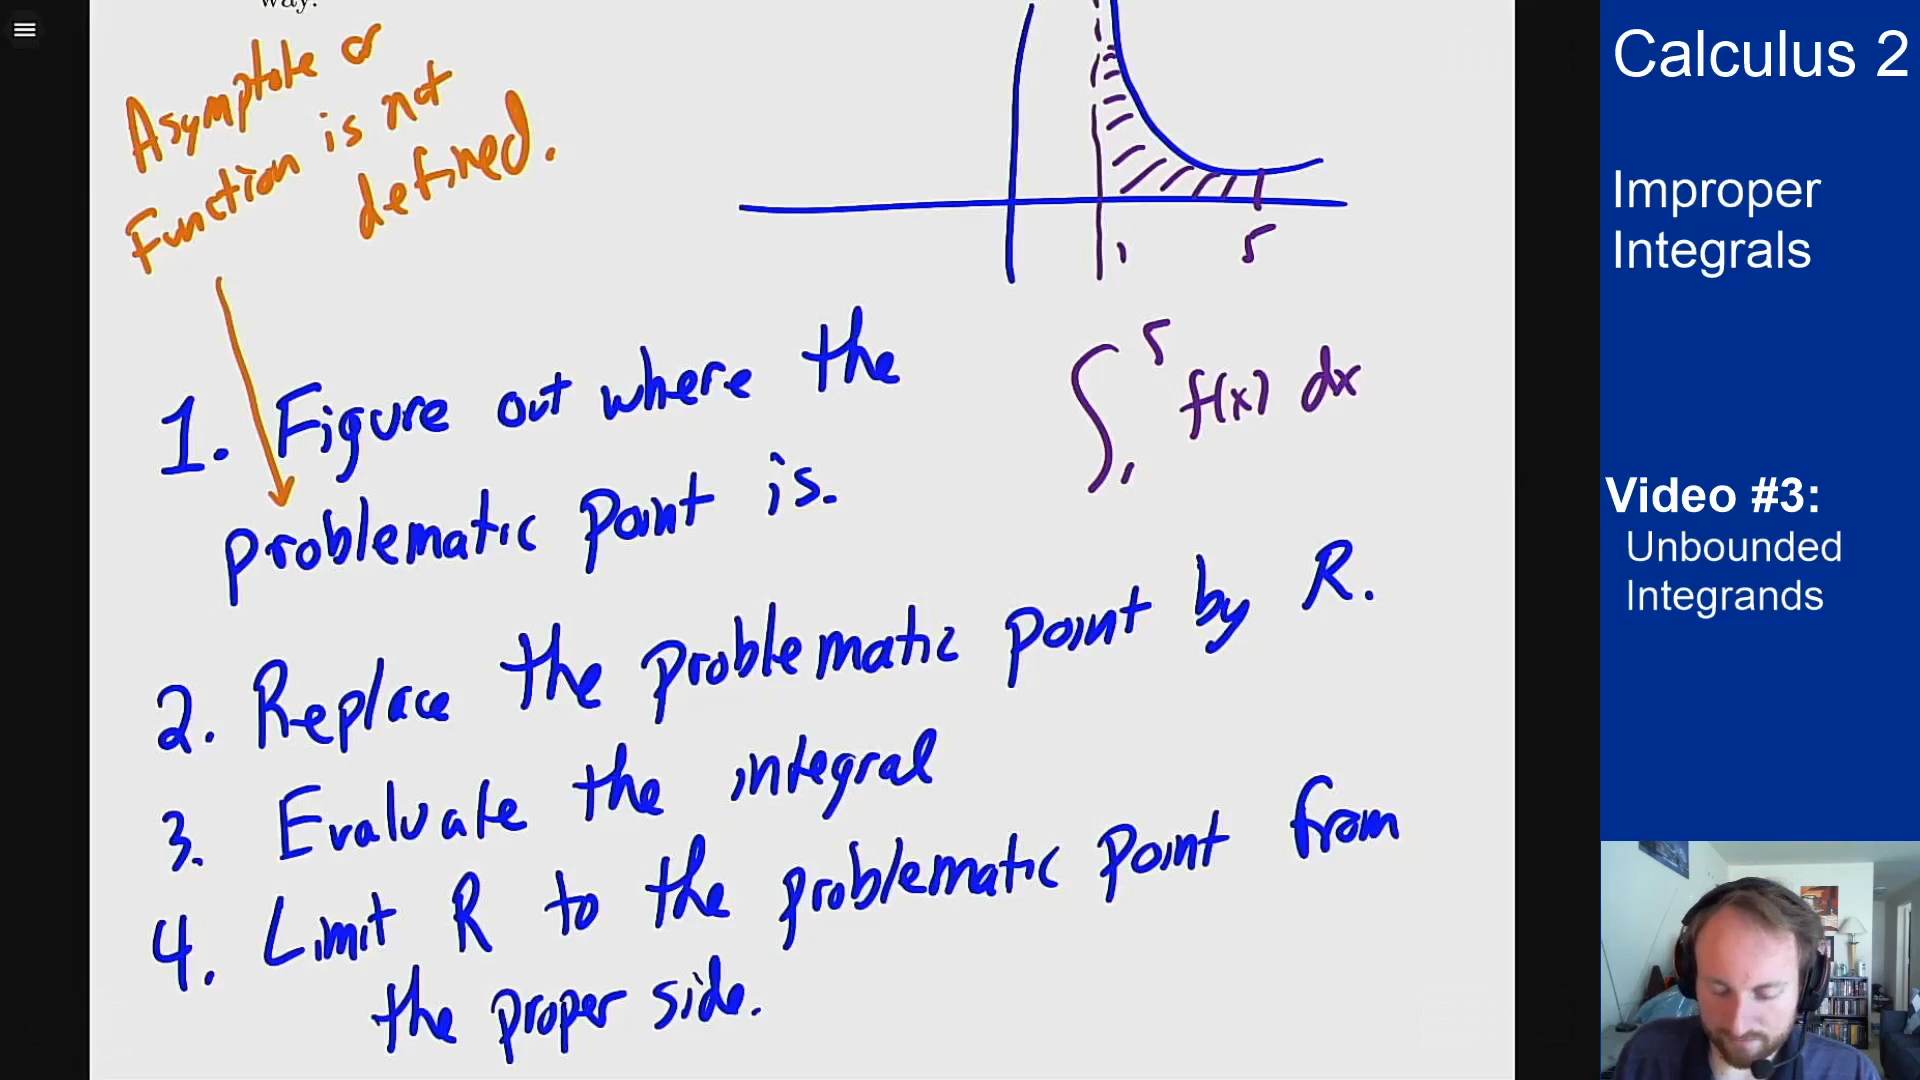 way.
Asymptote or
Function is not
defined.
1 5
∫₁⁵ f(x) dx
1. Figure out where the
problematic point is.
2. Replace the problematic point by R.
3. Evaluate the integral
4. Limit R to the problematic point from
the proper side.
Calculus 2
Improper
Integrals
Video #3:
Unbounded
Integrands